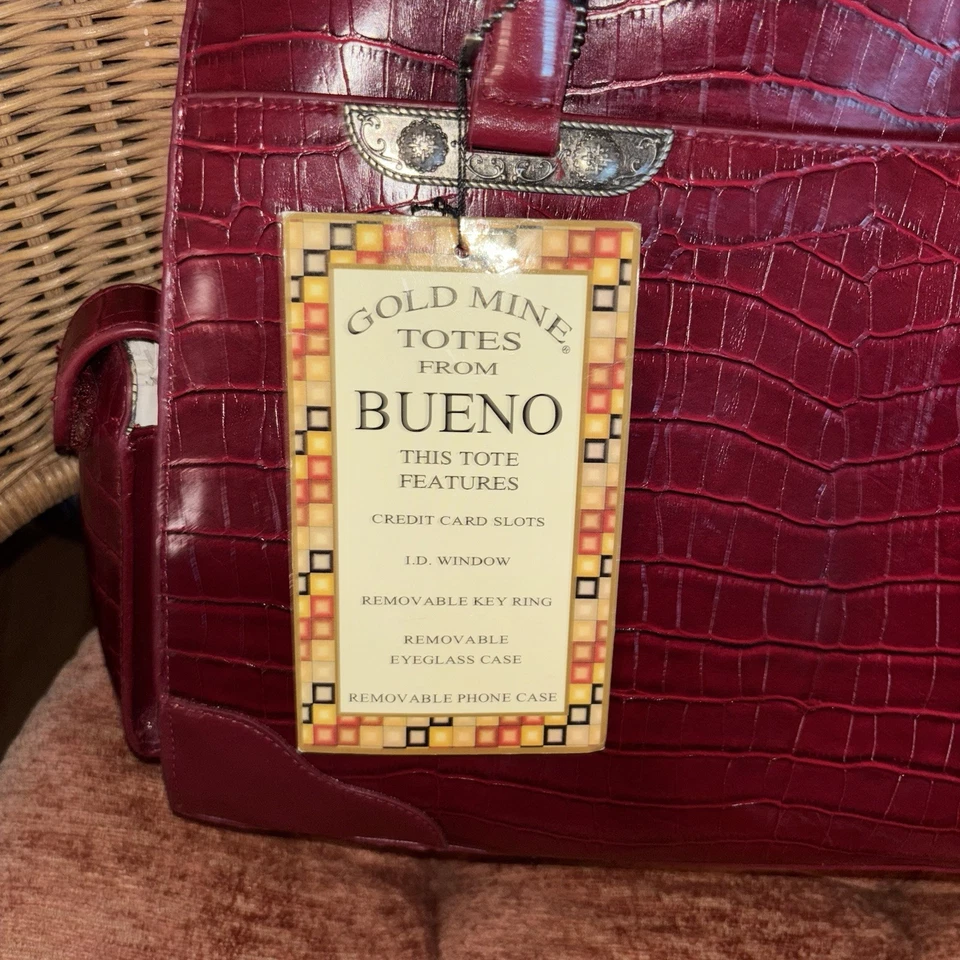 GOLD MINE®
TOTES
FROM
BUENO
THIS TOTE
FEATURES
CREDIT CARD SLOTS
I.D. WINDOW
REMOVABLE KEY RING
REMOVABLE
EYEGLASS CASE
REMOVABLE PHONE CASE